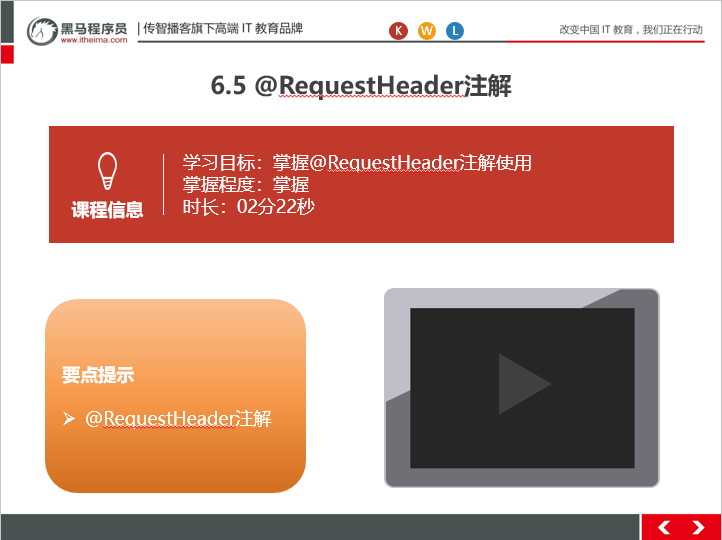 黑马程序员
www.itheima.com
传智播客旗下高端 IT 教育品牌
K W L
改变中国 IT 教育，我们正在行动
6.5 @RequestHeader注解
课程信息
学习目标：掌握@RequestHeader注解使用
掌握程度：掌握
时长：02分22秒
要点提示
@RequestHeader注解